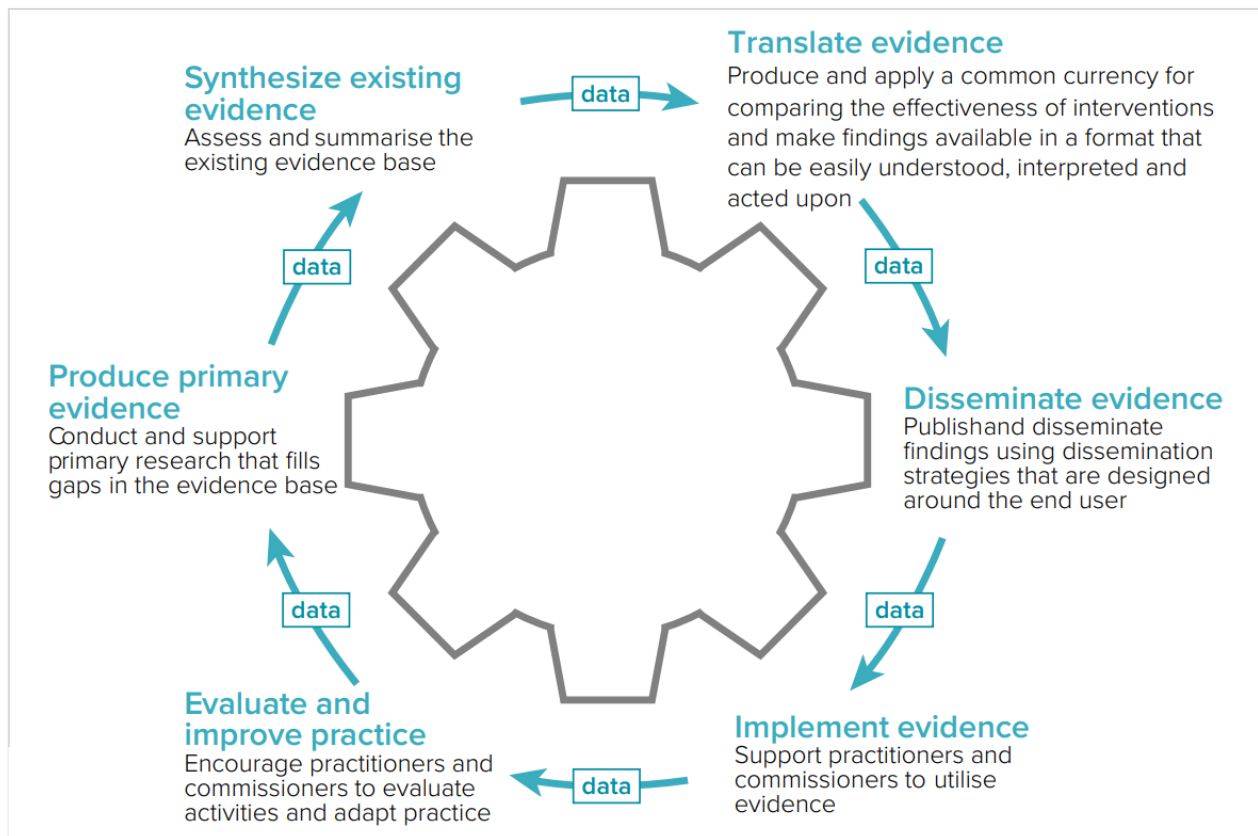 Synthesize existing
evidence
Assess and summarise the
existing evidence base
data
Translate evidence
Produce and apply a common currency for
comparing the effectiveness of interventions
and make findings available in a format that
can be easily understood, interpreted and
acted upon
data
Disseminate evidence
Publishand disseminate
findings using dissemination
strategies that are designed
around the end user
data
Implement evidence
Support practitioners and
commissioners to utilise
evidence
data
Evaluate and
improve practice
Encourage practitioners and
commissioners to evaluate
activities and adapt practice
data
Produce primary
evidence
Conduct and support
primary research that fills
gaps in the evidence base
data